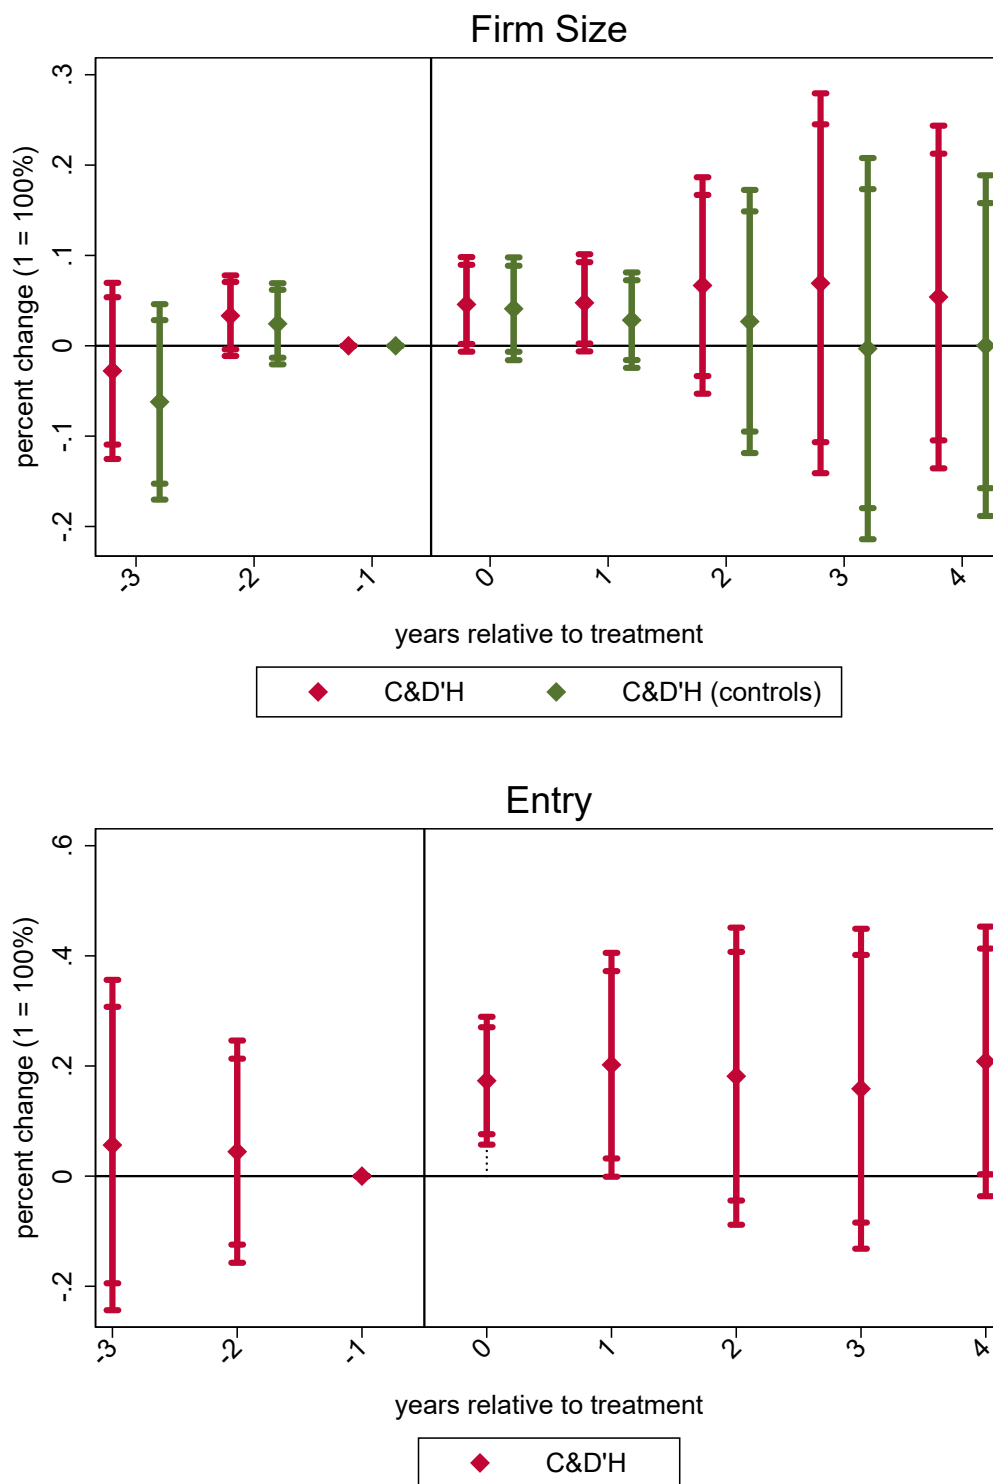 Firm Size
percent change (1 = 100%)
.3
.2
.1
0
-.1
-.2
-3 -2 -1 0 1 2 3 4
years relative to treatment
C&D'H C&D'H (controls)
Entry
percent change (1 = 100%)
.6
.4
.2
0
-.2
-3 -2 -1 0 1 2 3 4
years relative to treatment
C&D'H